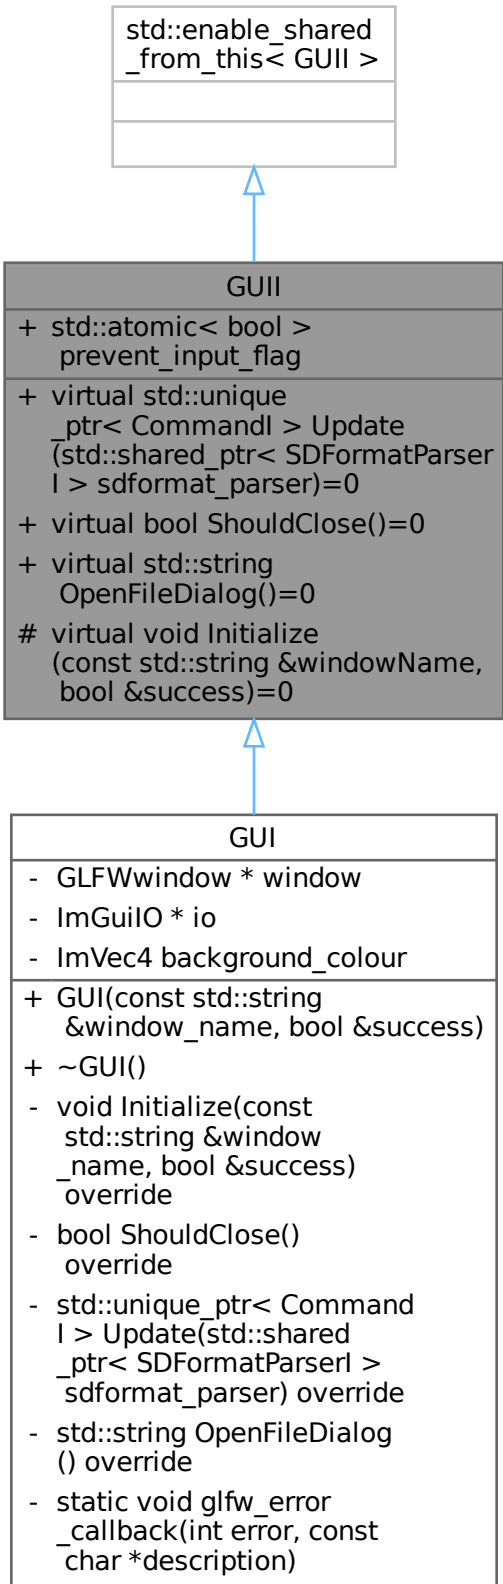 std::enable_shared
_from_this< GUII >
GUII
+ std::atomic< bool >
prevent_input_flag
+ virtual std::unique
_ptr< CommandI > Update
(std::shared_ptr< SDFormatParser
I > sdformat_parser)=0
+ virtual bool ShouldClose()=0
+ virtual std::string
OpenFileDialog()=0
# virtual void Initialize
(const std::string &windowName,
bool &success)=0
GUI
- GLFWwindow * window
- ImGuiIO * io
- ImVec4 background_colour
+ GUI(const std::string
&window_name, bool &success)
+ ~GUI()
- void Initialize(const
std::string &window
_name, bool &success)
override
- bool ShouldClose()
override
- std::unique_ptr< Command
I > Update(std::shared
_ptr< SDFormatParserI >
sdformat_parser) override
- std::string OpenFileDialog
() override
- static void glfw_error
_callback(int error, const
char *description)